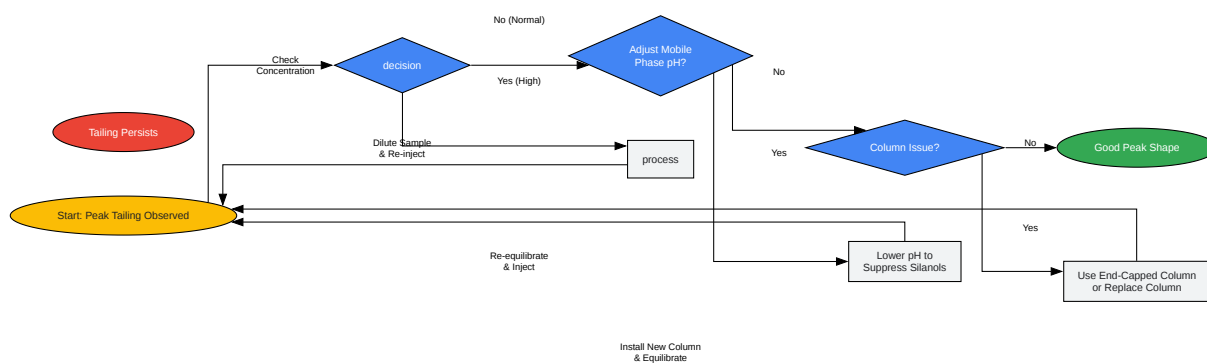 No (Normal)
Check
Concentration
decision
Yes (High)
Adjust Mobile
Phase pH?
No
Tailing Persists
Dilute Sample
& Re-inject
process
Yes
Column Issue?
No
Good Peak Shape
Start: Peak Tailing Observed
Re-equilibrate
& Inject
Lower pH to
Suppress Silanols
Yes
Use End-Capped Column
or Replace Column
Install New Column
& Equilibrate